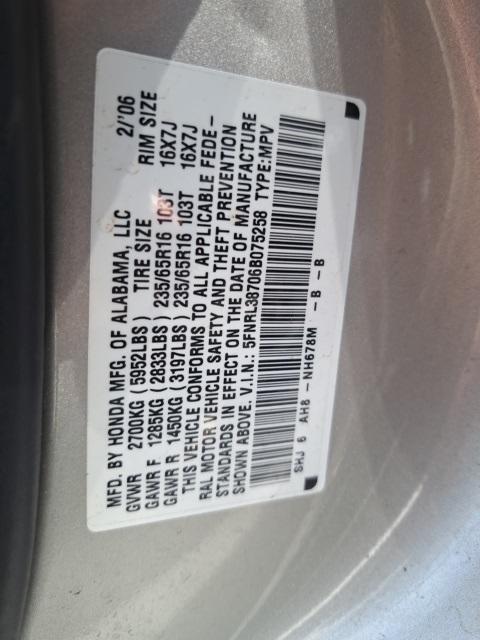 MFD. BY HONDA MFG. OF ALABAMA, LLC 2/'06
GVWR 2700KG (5952LBS) TIRE SIZE RIM SIZE
GAWR F 1285KG (2833LBS) 235/65R16 103T 16X7J
GAWR R 1450KG (3197LBS) 235/65R16 103T 16X7J
THIS VEHICLE CONFORMS TO ALL APPLICABLE FEDE-
RAL MOTOR VEHICLE SAFETY AND THEFT PREVENTION
STANDARDS IN EFFECT ON THE DATE OF MANUFACTURE
SHOWN ABOVE. V.I.N.: 5FNRL38706B075258 TYPE:MPV
SHJ 6 AH8 - NH678M - B - B